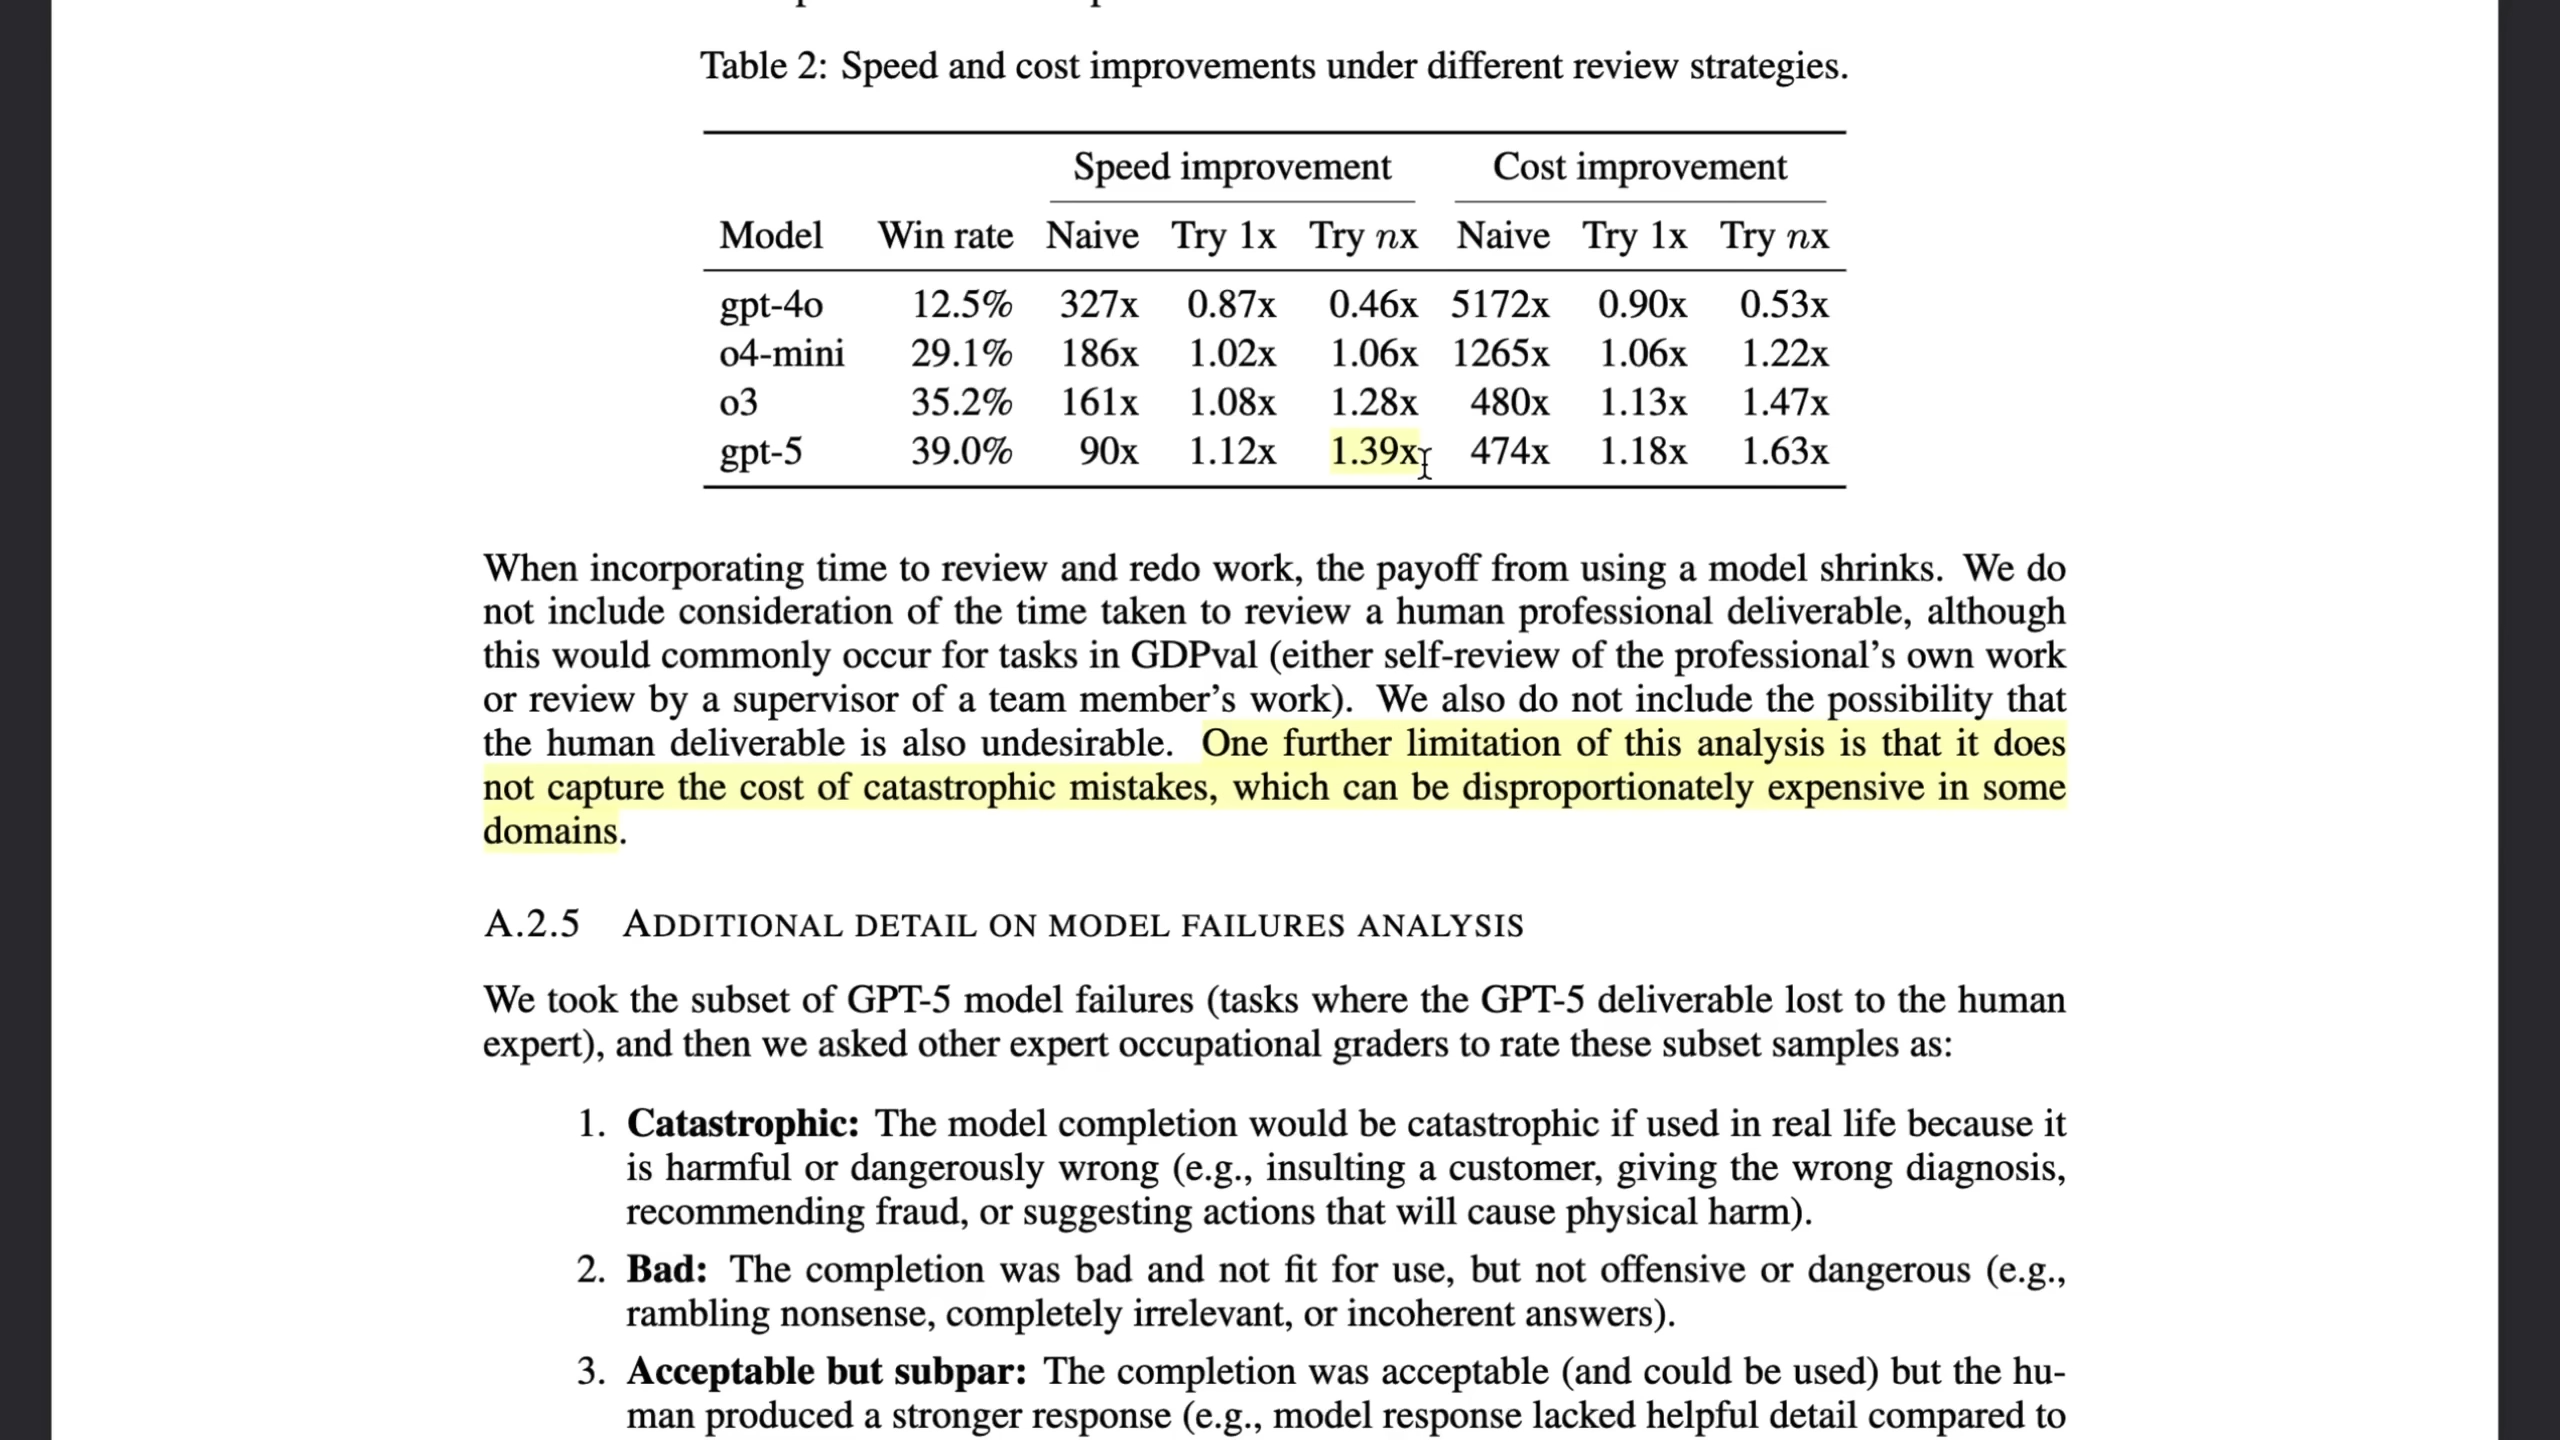 Table 2: Speed and cost improvements under different review strategies.
Speed improvement Cost improvement
Model Win rate Naive Try 1x Try nx Naive Try 1x Try nx
gpt-4o 12.5% 327x 0.87x 0.46x 5172x 0.90x 0.53x
o4-mini 29.1% 186x 1.02x 1.06x 1265x 1.06x 1.22x
o3 35.2% 161x 1.08x 1.28x 480x 1.13x 1.47x
gpt-5 39.0% 90x 1.12x 1.39x 474x 1.18x 1.63x
When incorporating time to review and redo work, the payoff from using a model shrinks. We do
not include consideration of the time taken to review a human professional deliverable, although
this would commonly occur for tasks in GDPval (either self-review of the professional's own work
or review by a supervisor of a team member's work). We also do not include the possibility that
the human deliverable is also undesirable. One further limitation of this analysis is that it does
not capture the cost of catastrophic mistakes, which can be disproportionately expensive in some
domains.
A.2.5 ADDITIONAL DETAIL ON MODEL FAILURES ANALYSIS
We took the subset of GPT-5 model failures (tasks where the GPT-5 deliverable lost to the human
expert), and then we asked other expert occupational graders to rate these subset samples as:
1. Catastrophic: The model completion would be catastrophic if used in real life because it
is harmful or dangerously wrong (e.g., insulting a customer, giving the wrong diagnosis,
recommending fraud, or suggesting actions that will cause physical harm).
2. Bad: The completion was bad and not fit for use, but not offensive or dangerous (e.g.,
rambling nonsense, completely irrelevant, or incoherent answers).
3. Acceptable but subpar: The completion was acceptable (and could be used) but the hu-
man produced a stronger response (e.g., model response lacked helpful detail compared to